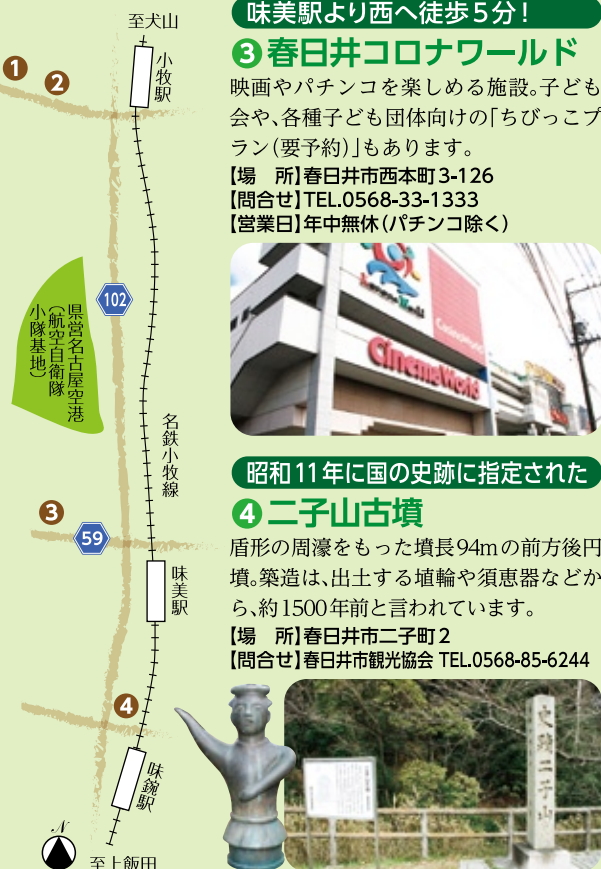 至犬山
小牧駅
1
2
102
県営名古屋空港
(航空自衛隊
小隊基地)
名鉄小牧線
3
59
味美駅
4
味鋺駅
N
至上飯田
味美駅より西へ徒歩5分!
3 春日井コロナワールド
映画やパチンコを楽しめる施設。子ども
会や、各種子ども団体向けの「ちびっこプ
ラン(要予約)」もあります。
【場 所】春日井市西本町3-126
【問合せ】TEL.0568-33-1333
【営業日】年中無休(パチンコ除く)
CinemaWorld
昭和11年に国の史跡に指定された
4 二子山古墳
盾形の周濠をもった墳長94mの前方後円
墳。築造は、出土する埴輪や須恵器などか
ら、約1500年前と言われています。
【場 所】春日井市二子町2
【問合せ】春日井市観光協会 TEL.0568-85-6244
史跡二子山